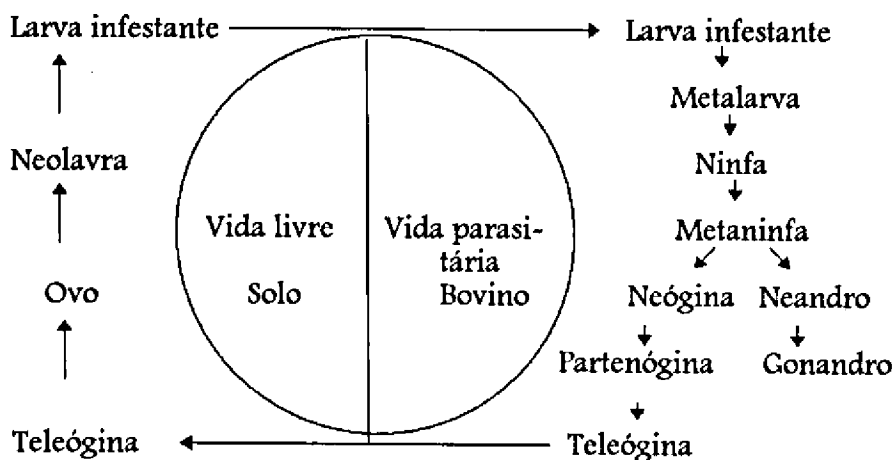 Larva infestante Larva infestante
Metalarva
Neolavra Ninfa
Vida livre Vida parasi-
tária
Metaninfa
Solo Bovino
Ovo Neógina Neandro
Partenógina Gonandro
Teleógina Teleógina